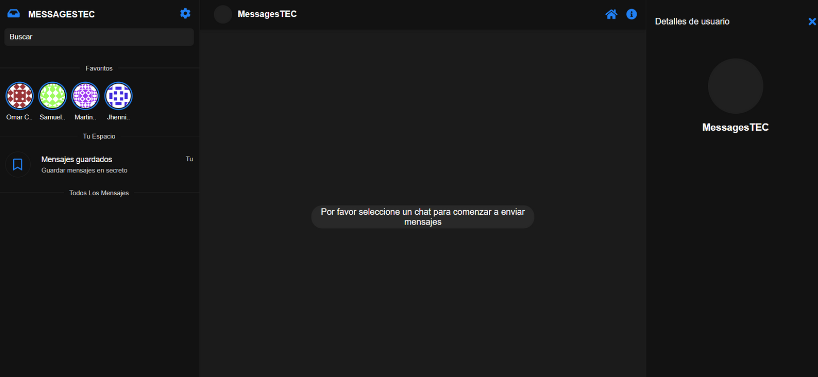 MESSAGESTEC
Buscar
Favoritos
Omar C..
Samuel..
Martin..
Jhenni..
Tu Espacio
Mensajes guardados
Tu
Guardar mensajes en secreto
Todos Los Mensajes
MessagesTEC
Por favor seleccione un chat para comenzar a enviar
mensajes
Detalles de usuario
MessagesTEC